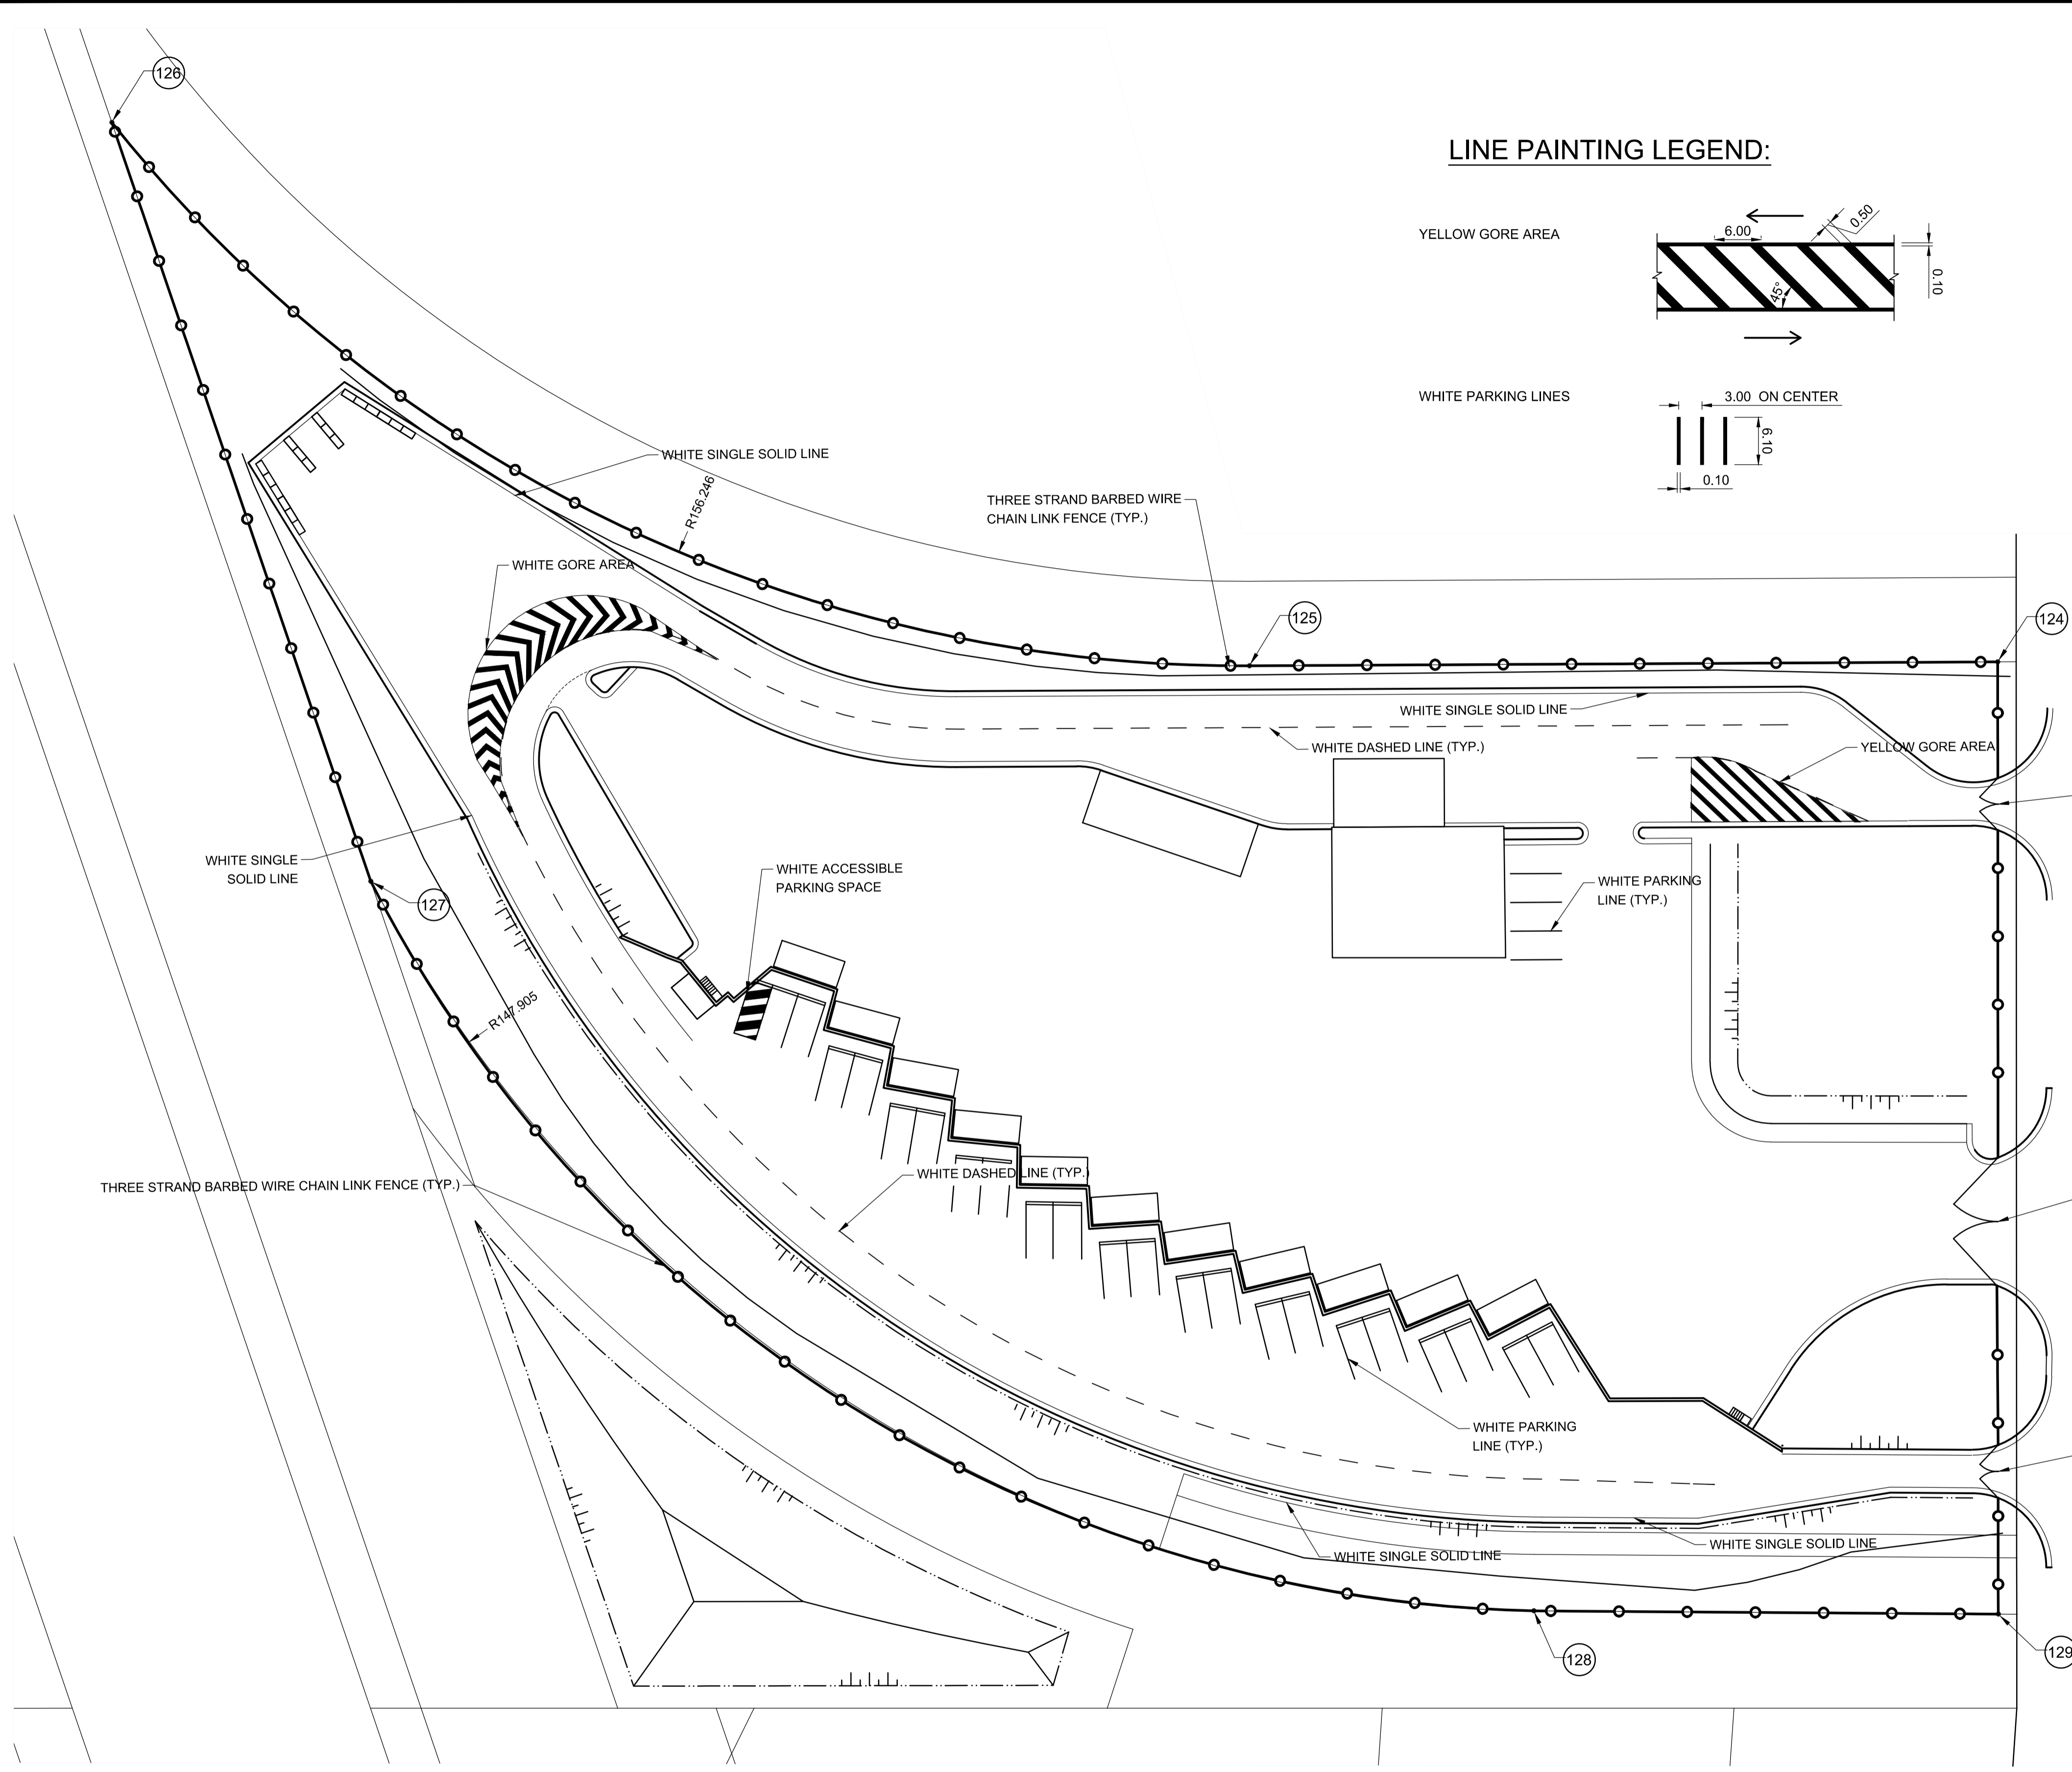 126
LINE PAINTING LEGEND:
YELLOW GORE AREA
6.00
0.50
0.10
45°
WHITE PARKING LINES
3.00 ON CENTER
6.10
0.10
WHITE SINGLE SOLID LINE
R156.246
THREE STRAND BARBED WIRE
CHAIN LINK FENCE (TYP.)
WHITE GORE AREA
125
124
WHITE SINGLE SOLID LINE
WHITE DASHED LINE (TYP.)
YELLOW GORE AREA
WHITE SINGLE
SOLID LINE
127
WHITE ACCESSIBLE
PARKING SPACE
WHITE PARKING
LINE (TYP.)
R147.905
WHITE DASHED LINE (TYP.)
THREE STRAND BARBED WIRE CHAIN LINK FENCE (TYP.)
WHITE PARKING
LINE (TYP.)
WHITE SINGLE SOLID LINE
WHITE SINGLE SOLID LINE
128
129